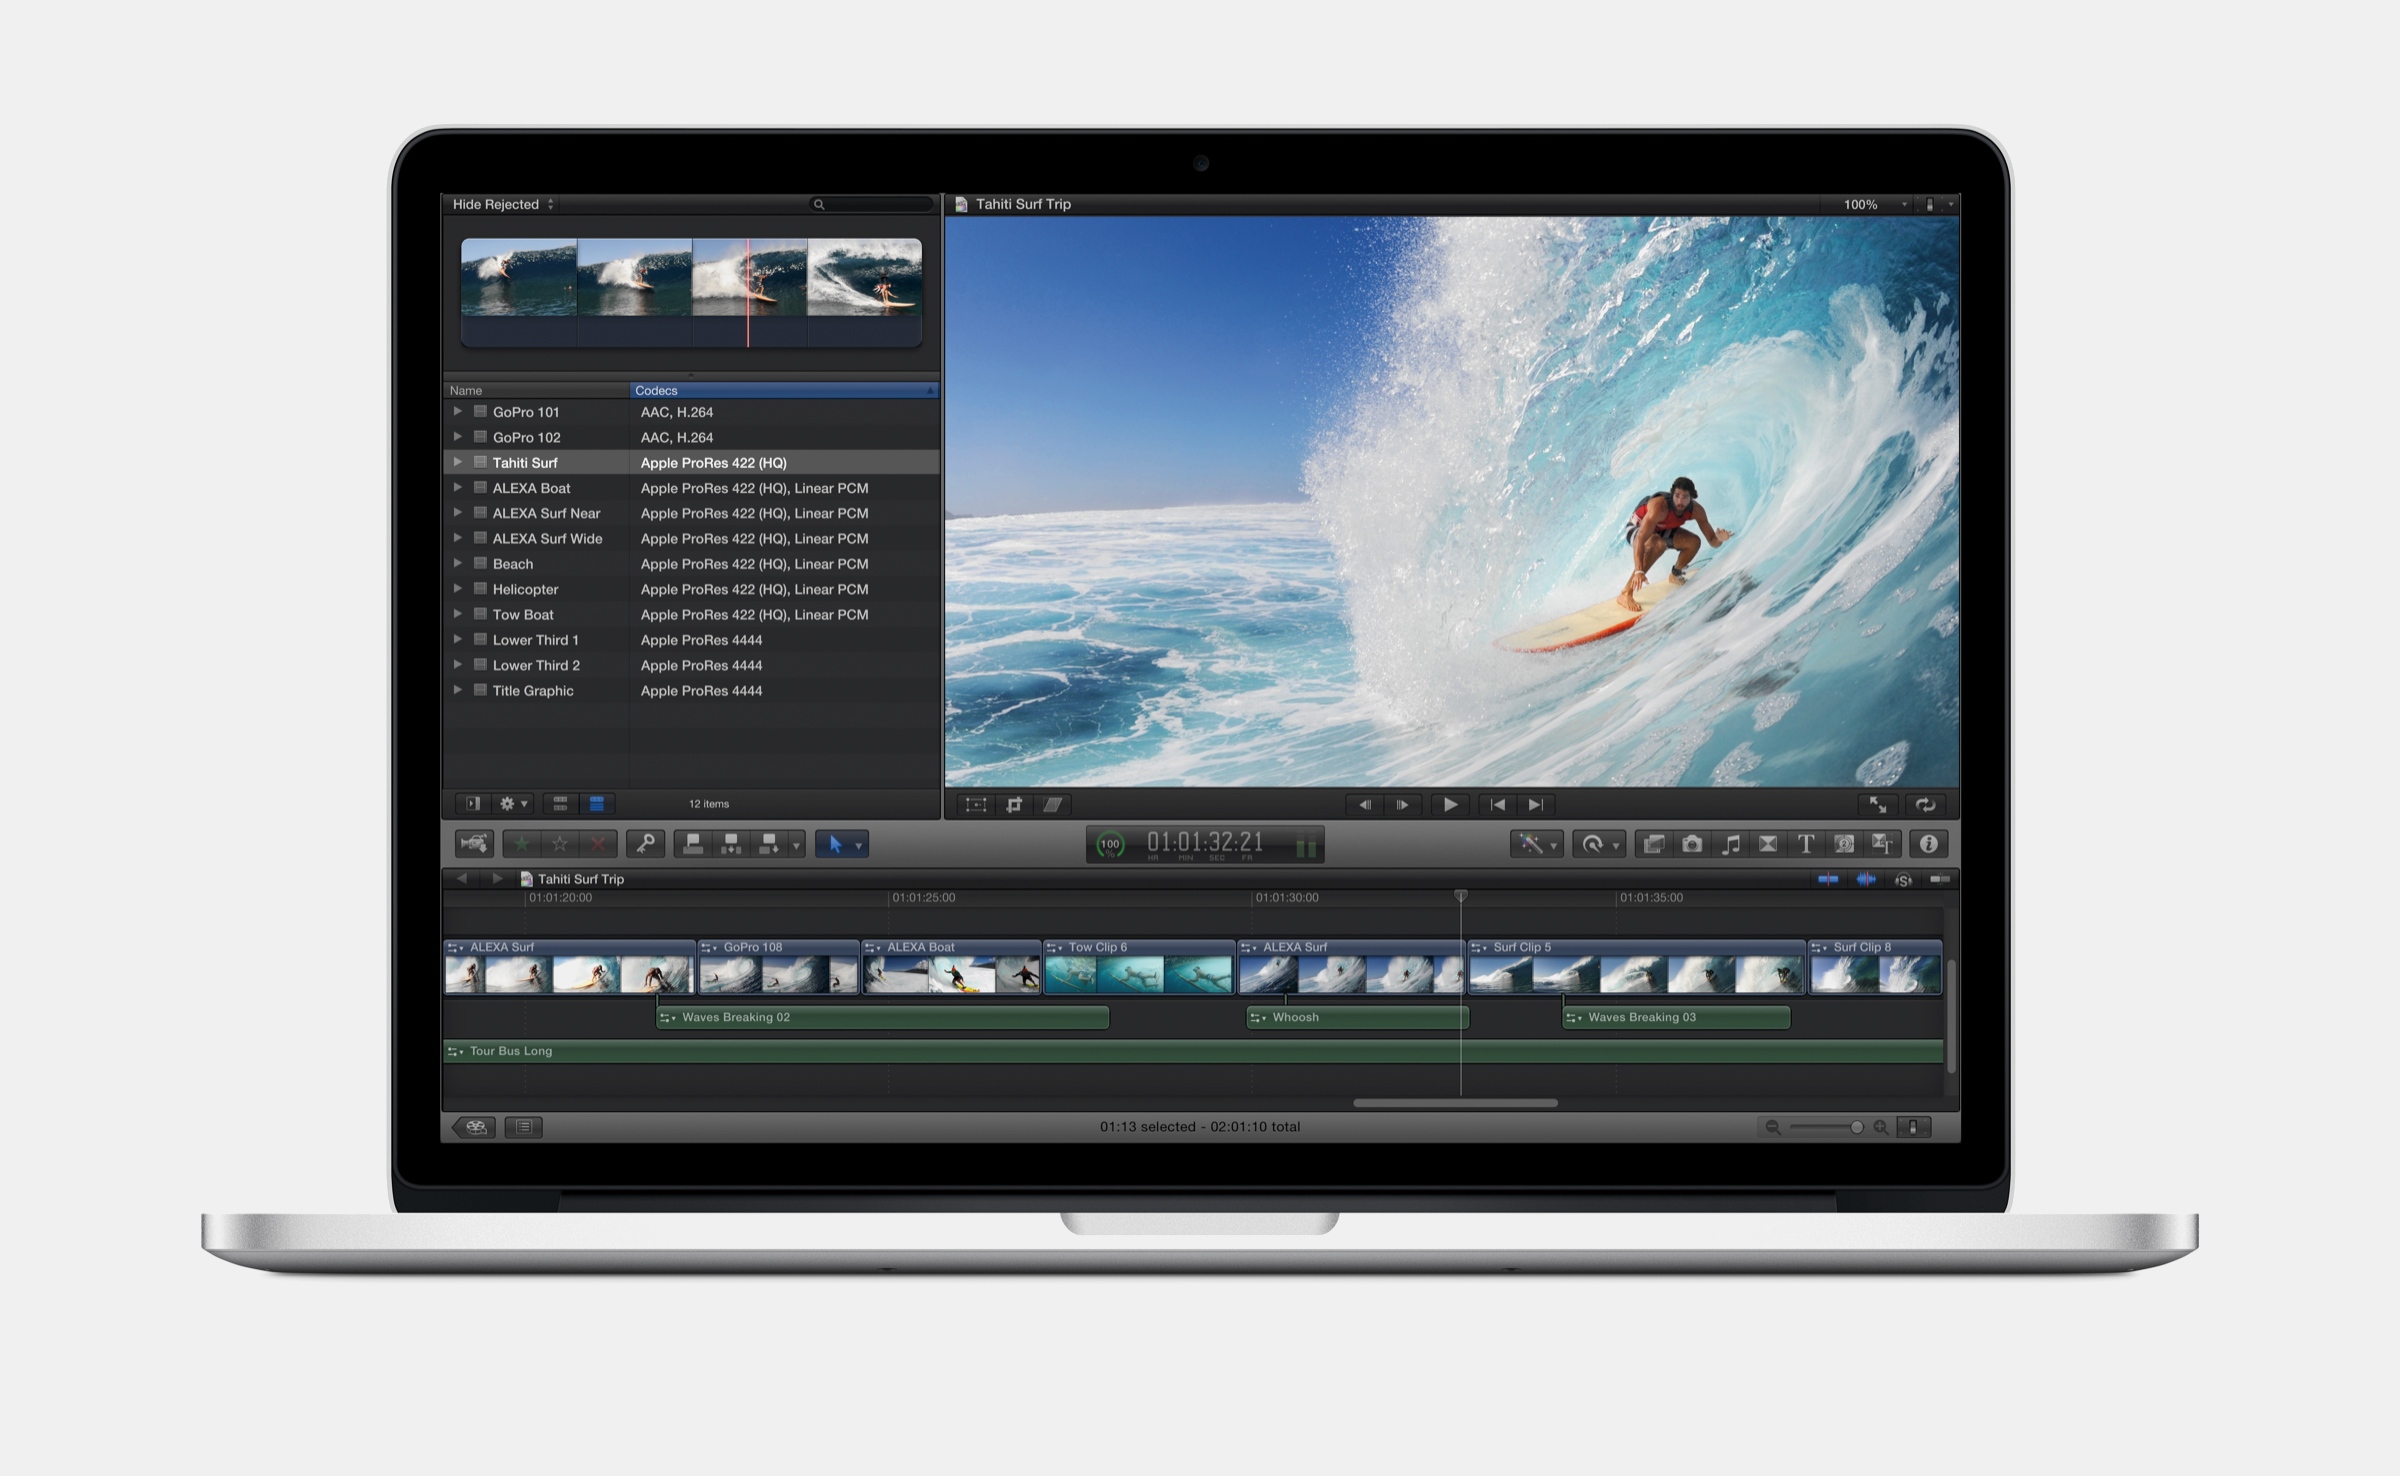 Hide Rejected
Tahiti Surf Trip
100%
Name Codecs
GoPro 101 AAC, H.264
GoPro 102 AAC, H.264
Tahiti Surf Apple ProRes 422 (HQ)
ALEXA Boat Apple ProRes 422 (HQ), Linear PCM
ALEXA Surf Near Apple ProRes 422 (HQ), Linear PCM
ALEXA Surf Wide Apple ProRes 422 (HQ), Linear PCM
Beach Apple ProRes 422 (HQ), Linear PCM
Helicopter Apple ProRes 422 (HQ), Linear PCM
Tow Boat Apple ProRes 422 (HQ), Linear PCM
Lower Third 1 Apple ProRes 4444
Lower Third 2 Apple ProRes 4444
Title Graphic Apple ProRes 4444
12 items
100 % 01:01:32:21
HR MIN SEC FR
Tahiti Surf Trip
01:01:20:00 01:01:25:00 01:01:30:00 01:01:35:00
ALEXA Surf GoPro 108 ALEXA Boat Tow Clip 6 ALEXA Surf Surf Clip 5 Surf Clip 8
Waves Breaking 02 Whoosh Waves Breaking 03
Tour Bus Long
01:13 selected - 02:01:10 total